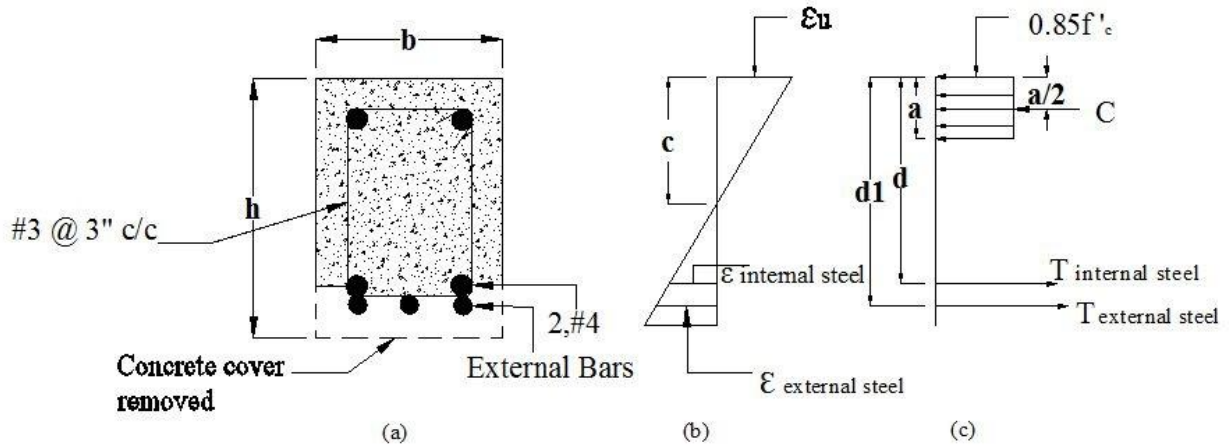 b
h
#3 @ 3" c/c
2,#4
External Bars
Concrete cover
removed
(a)
εu
c
ε internal steel
ε external steel
(b)
0.85f'c
a
a/2
C
d
d1
T internal steel
T external steel
(c)